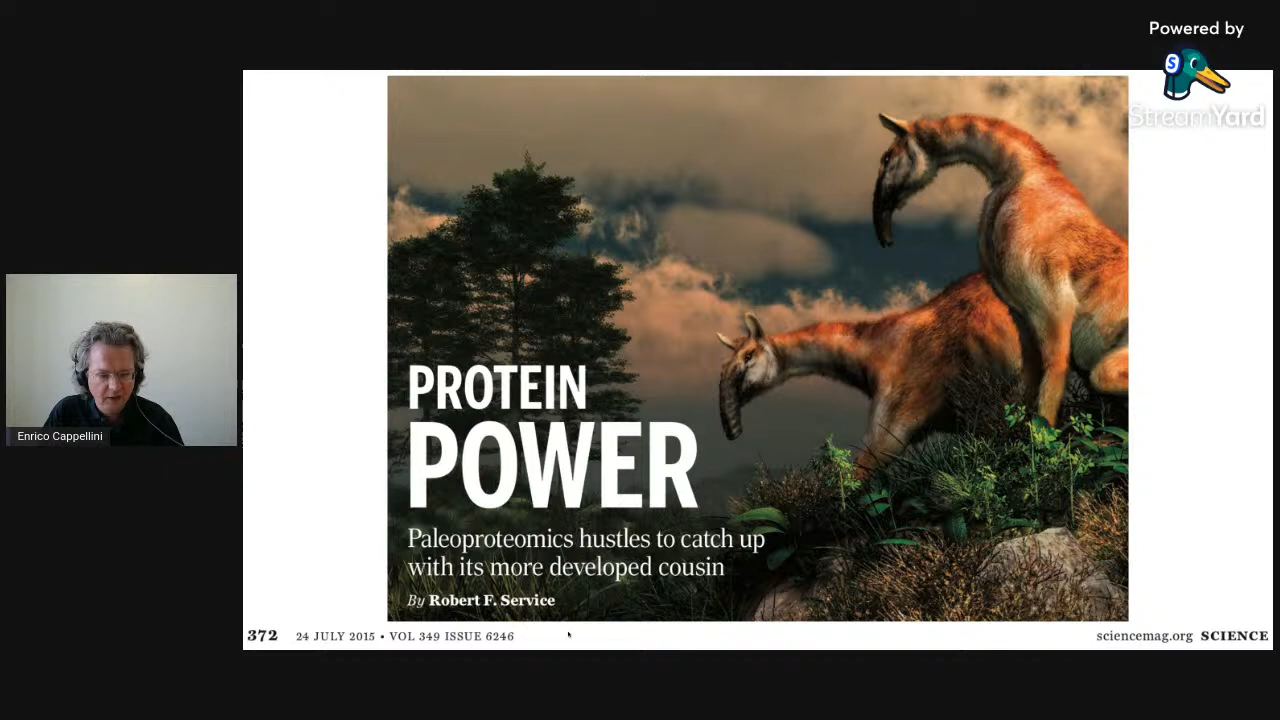 Powered by
S
StreamYard
Enrico Cappellini
PROTEIN
POWER
Paleoproteomics hustles to catch up
with its more developed cousin
By Robert F. Service
372 24 JULY 2015 • VOL 349 ISSUE 6246
sciencemag.org SCIENCE